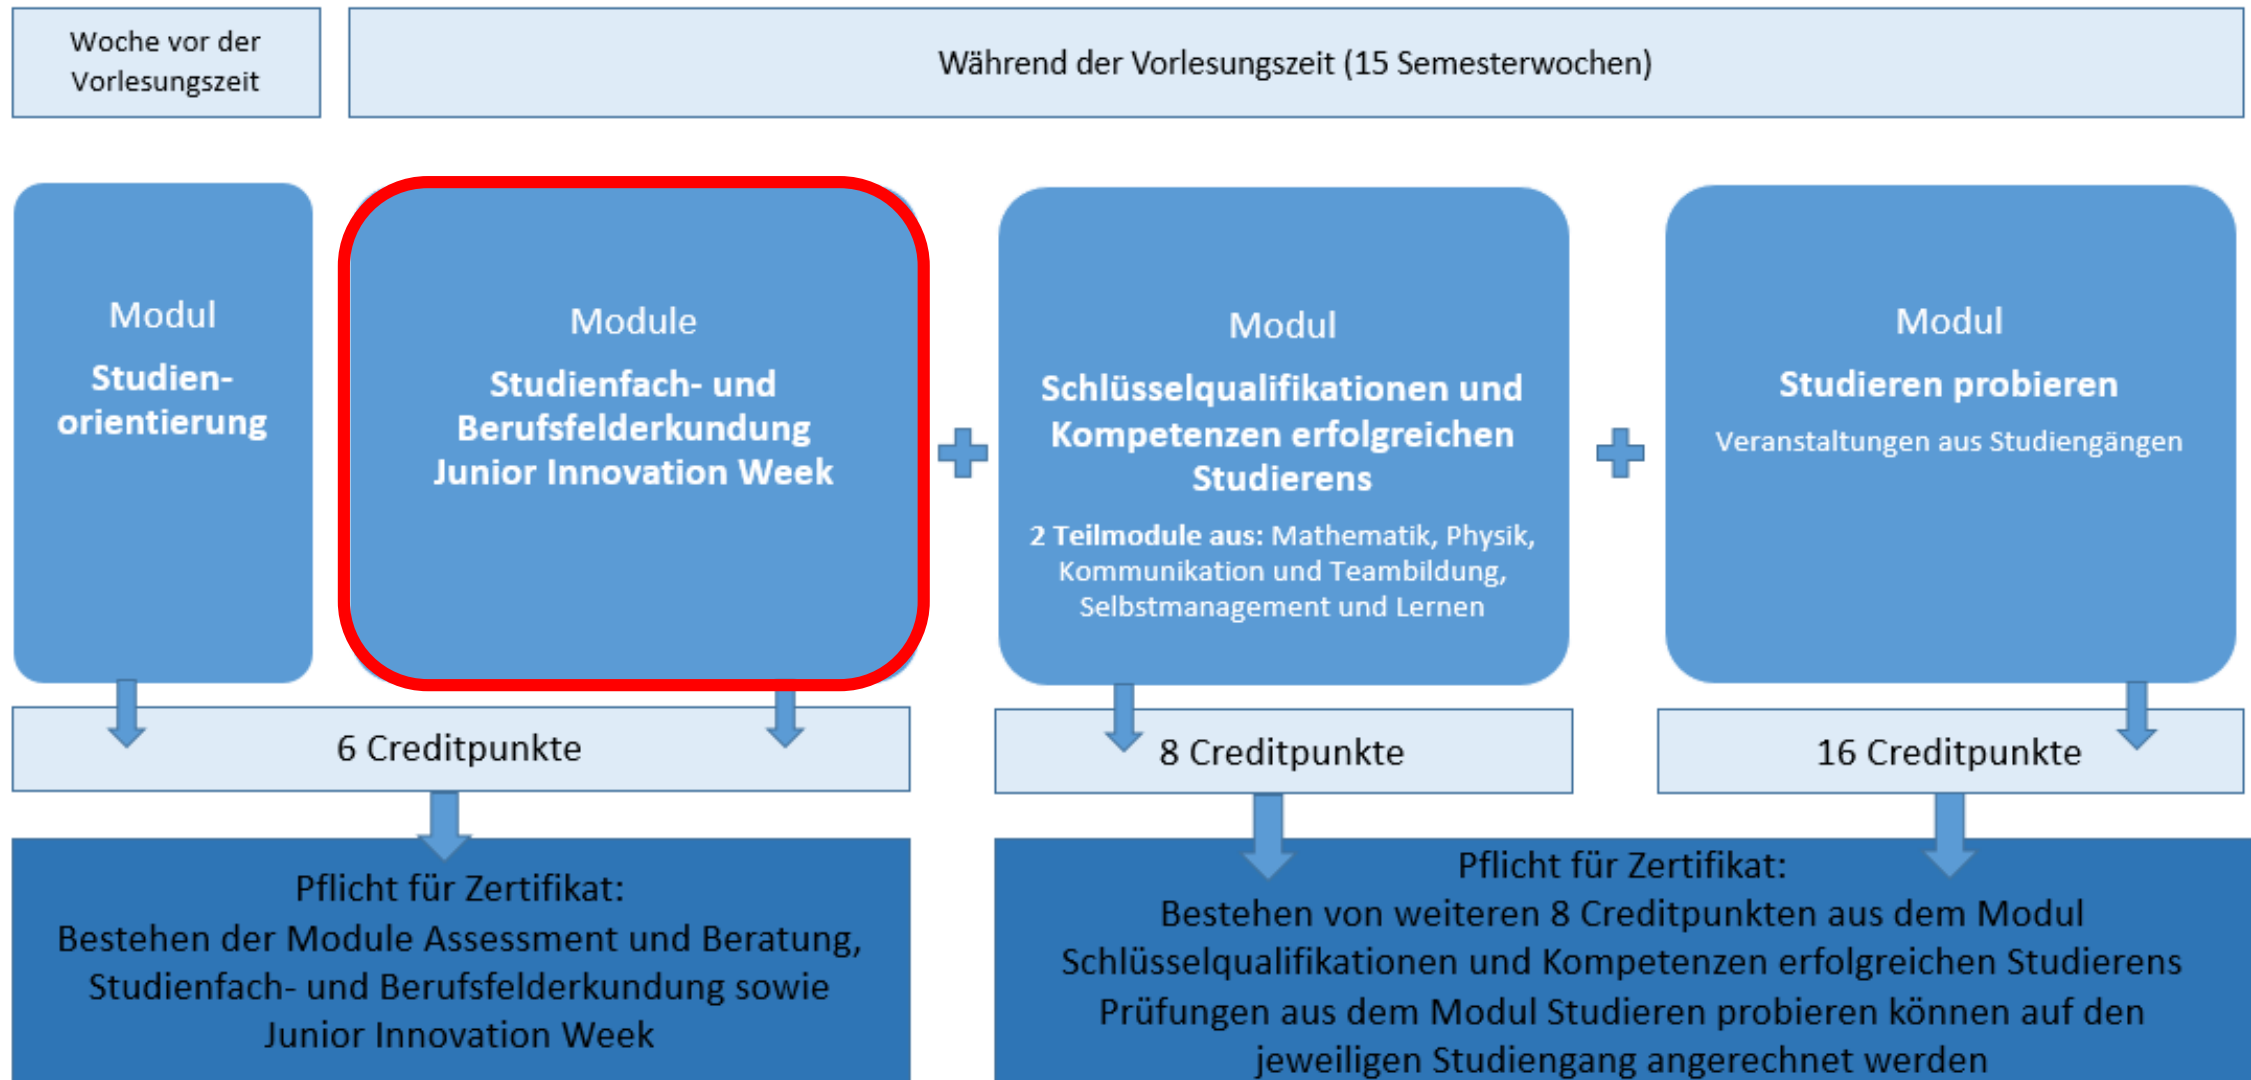 Woche vor der
Vorlesungszeit
Während der Vorlesungszeit (15 Semesterwochen)
Modul
Studien-
orientierung
Module
Studienfach- und
Berufsfelderkundung
Junior Innovation Week
Modul
Schlüsselqualifikationen und
Kompetenzen erfolgreichen
Studierens
2 Teilmodule aus: Mathematik, Physik,
Kommunikation und Teambildung,
Selbstmanagement und Lernen
Modul
Studieren probieren
Veranstaltungen aus Studiengängen
6 Creditpunkte
8 Creditpunkte
16 Creditpunkte
Pflicht für Zertifikat:
Bestehen der Module Assessment und Beratung,
Studienfach- und Berufsfelderkundung sowie
Junior Innovation Week
Pflicht für Zertifikat:
Bestehen von weiteren 8 Creditpunkten aus dem Modul
Schlüsselqualifikationen und Kompetenzen erfolgreichen Studierens
Prüfungen aus dem Modul Studieren probieren können auf den
jeweiligen Studiengang angerechnet werden